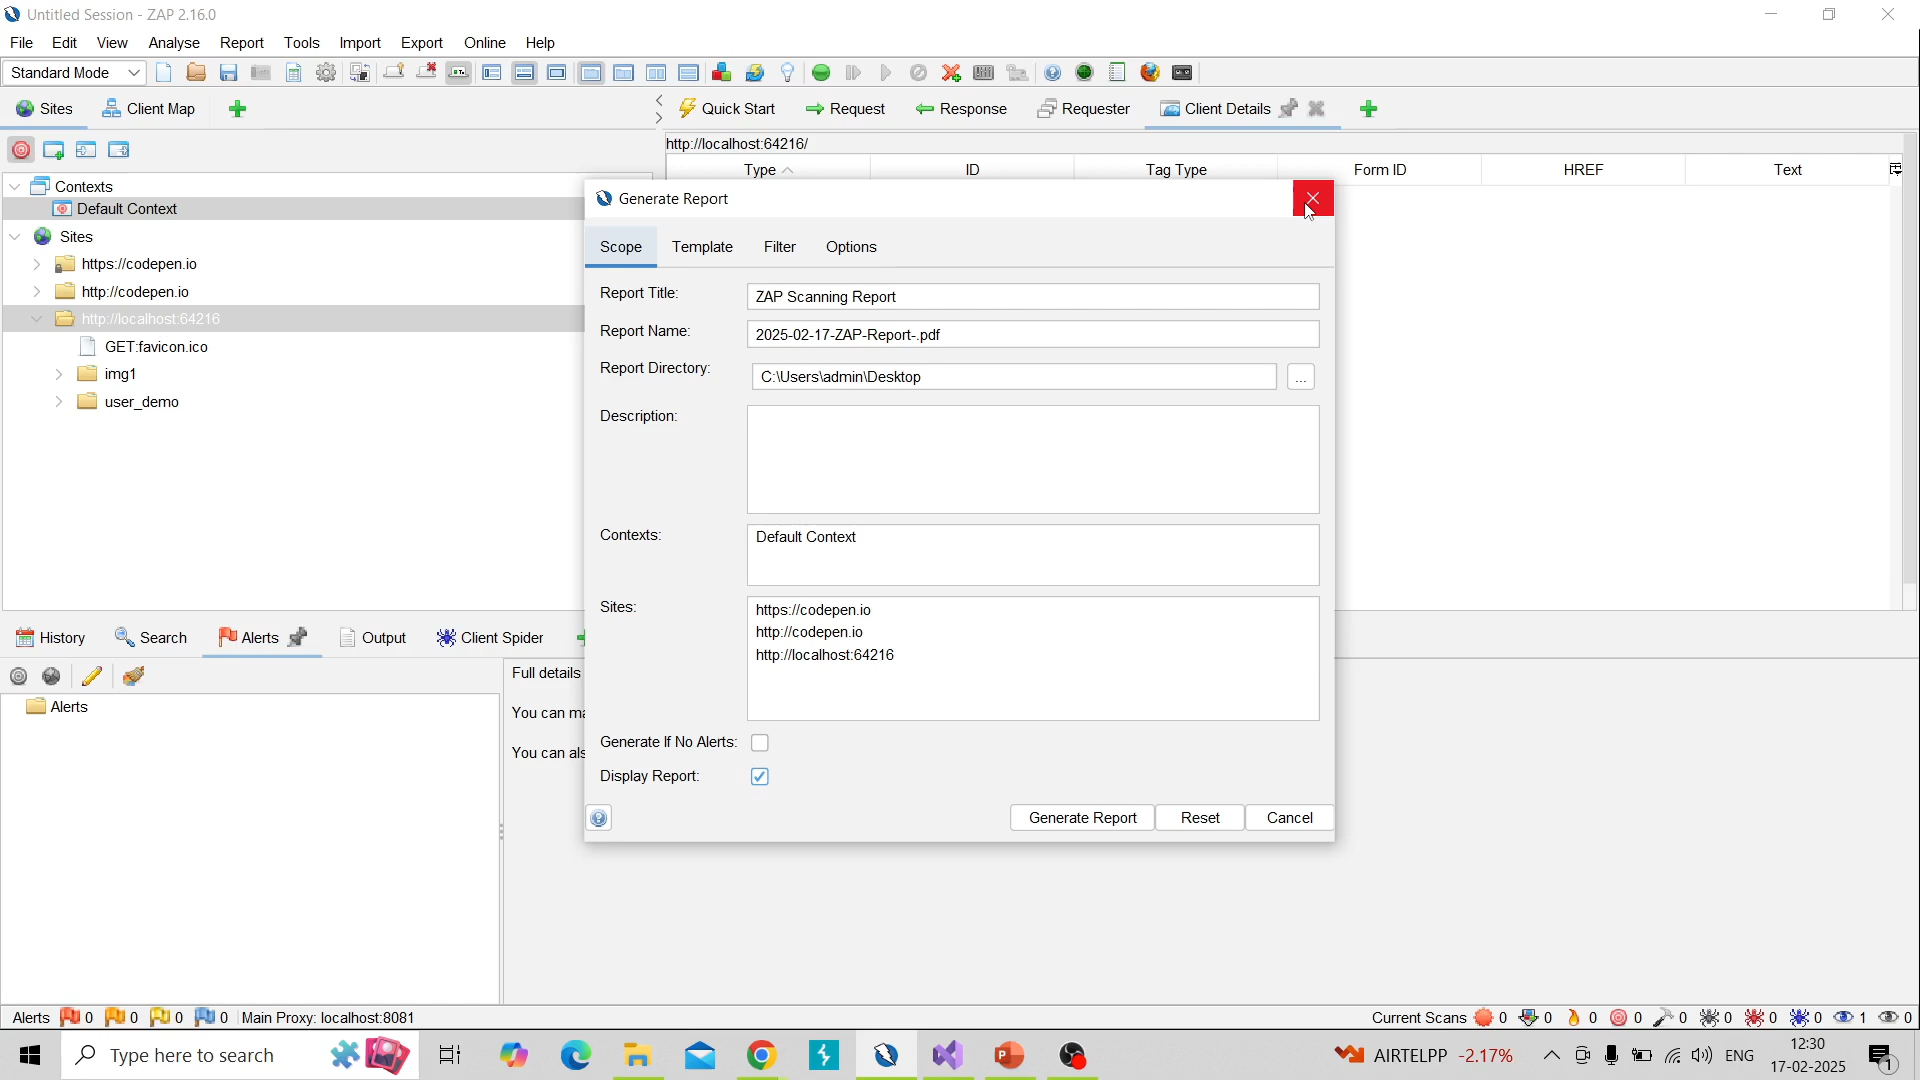 Untitled Session - ZAP 2.16.0
File Edit View Analyse Report Tools Import Export Online Help
Standard Mode
Sites Client Map
Quick Start Request Response Requester Client Details
http://localhost:64216/
Type ID Tag Type Form ID HREF Text
Contexts
Default Context
Sites
https://codepen.io
http://codepen.io
http://localhost:64216
GET:favicon.ico
img1
user_demo
Generate Report
Scope Template Filter Options
Report Title: ZAP Scanning Report
Report Name: 2025-02-17-ZAP-Report-.pdf
Report Directory: C:\Users\admin\Desktop ...
Description:
Contexts: Default Context
Sites: https://codepen.io
http://codepen.io
http://localhost:64216
Generate If No Alerts:
Display Report:
Generate Report Reset Cancel
History Search Alerts Output Client Spider
Alerts
Full details
You can ma
You can als
Alerts 0 0 0 0 Main Proxy: localhost:8081
Current Scans 0 0 0 0 0 0 0 0 1 0
Type here to search
AIRTELPP -2.17%
ENG
12:30
17-02-2025
1